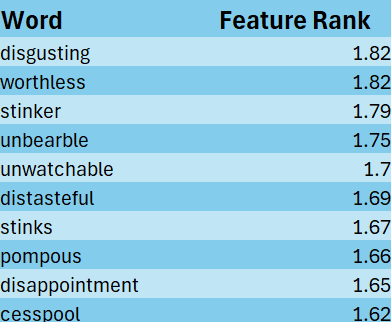 Word Feature Rank
disgusting 1.82
worthless 1.82
stinker 1.79
unbearble 1.75
unwatchable 1.7
distasteful 1.69
stinks 1.67
pompous 1.66
disappointment 1.65
cesspool 1.62